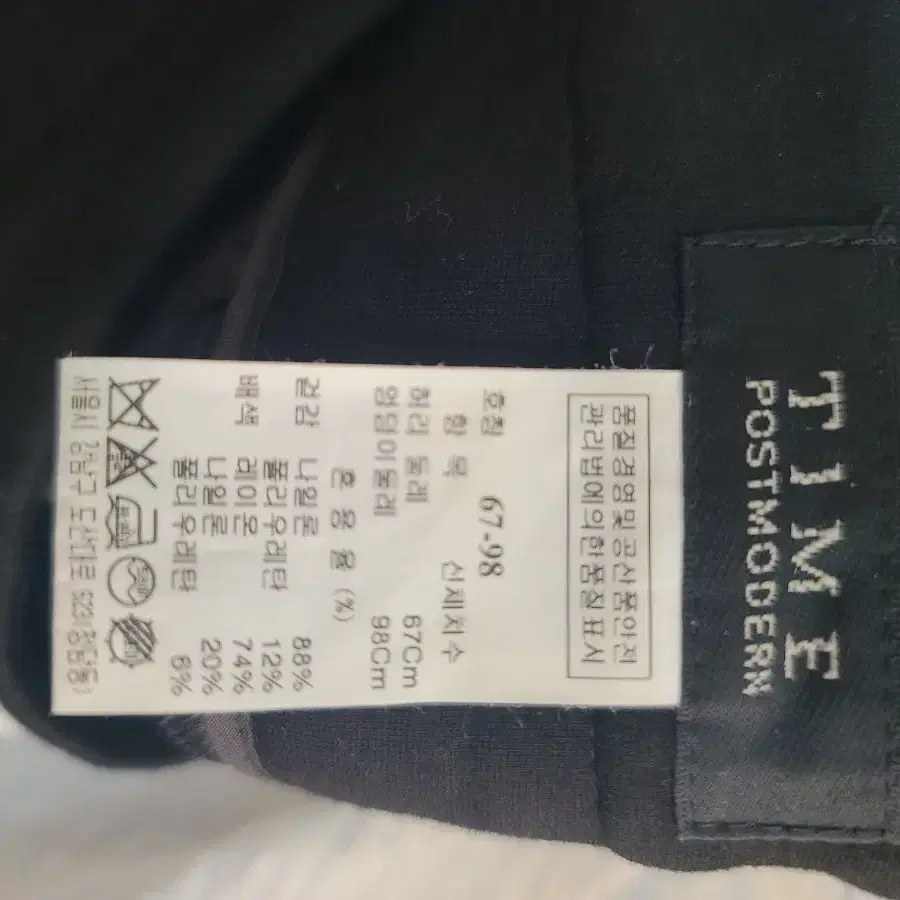 TIME
POSTMODERN
품질경영및공산품안전
관리법에의한품질표시
호칭 67-98
항목 신체치수
허리 둘레 67Cm
엉덩이둘레 98Cm
혼용율(%)
겉감 나일론 88%
폴리우레탄 12%
배색 레이온 74%
나일론 20%
폴리우레탄 6%
서울시 강남구 도산대로 523(청담동)